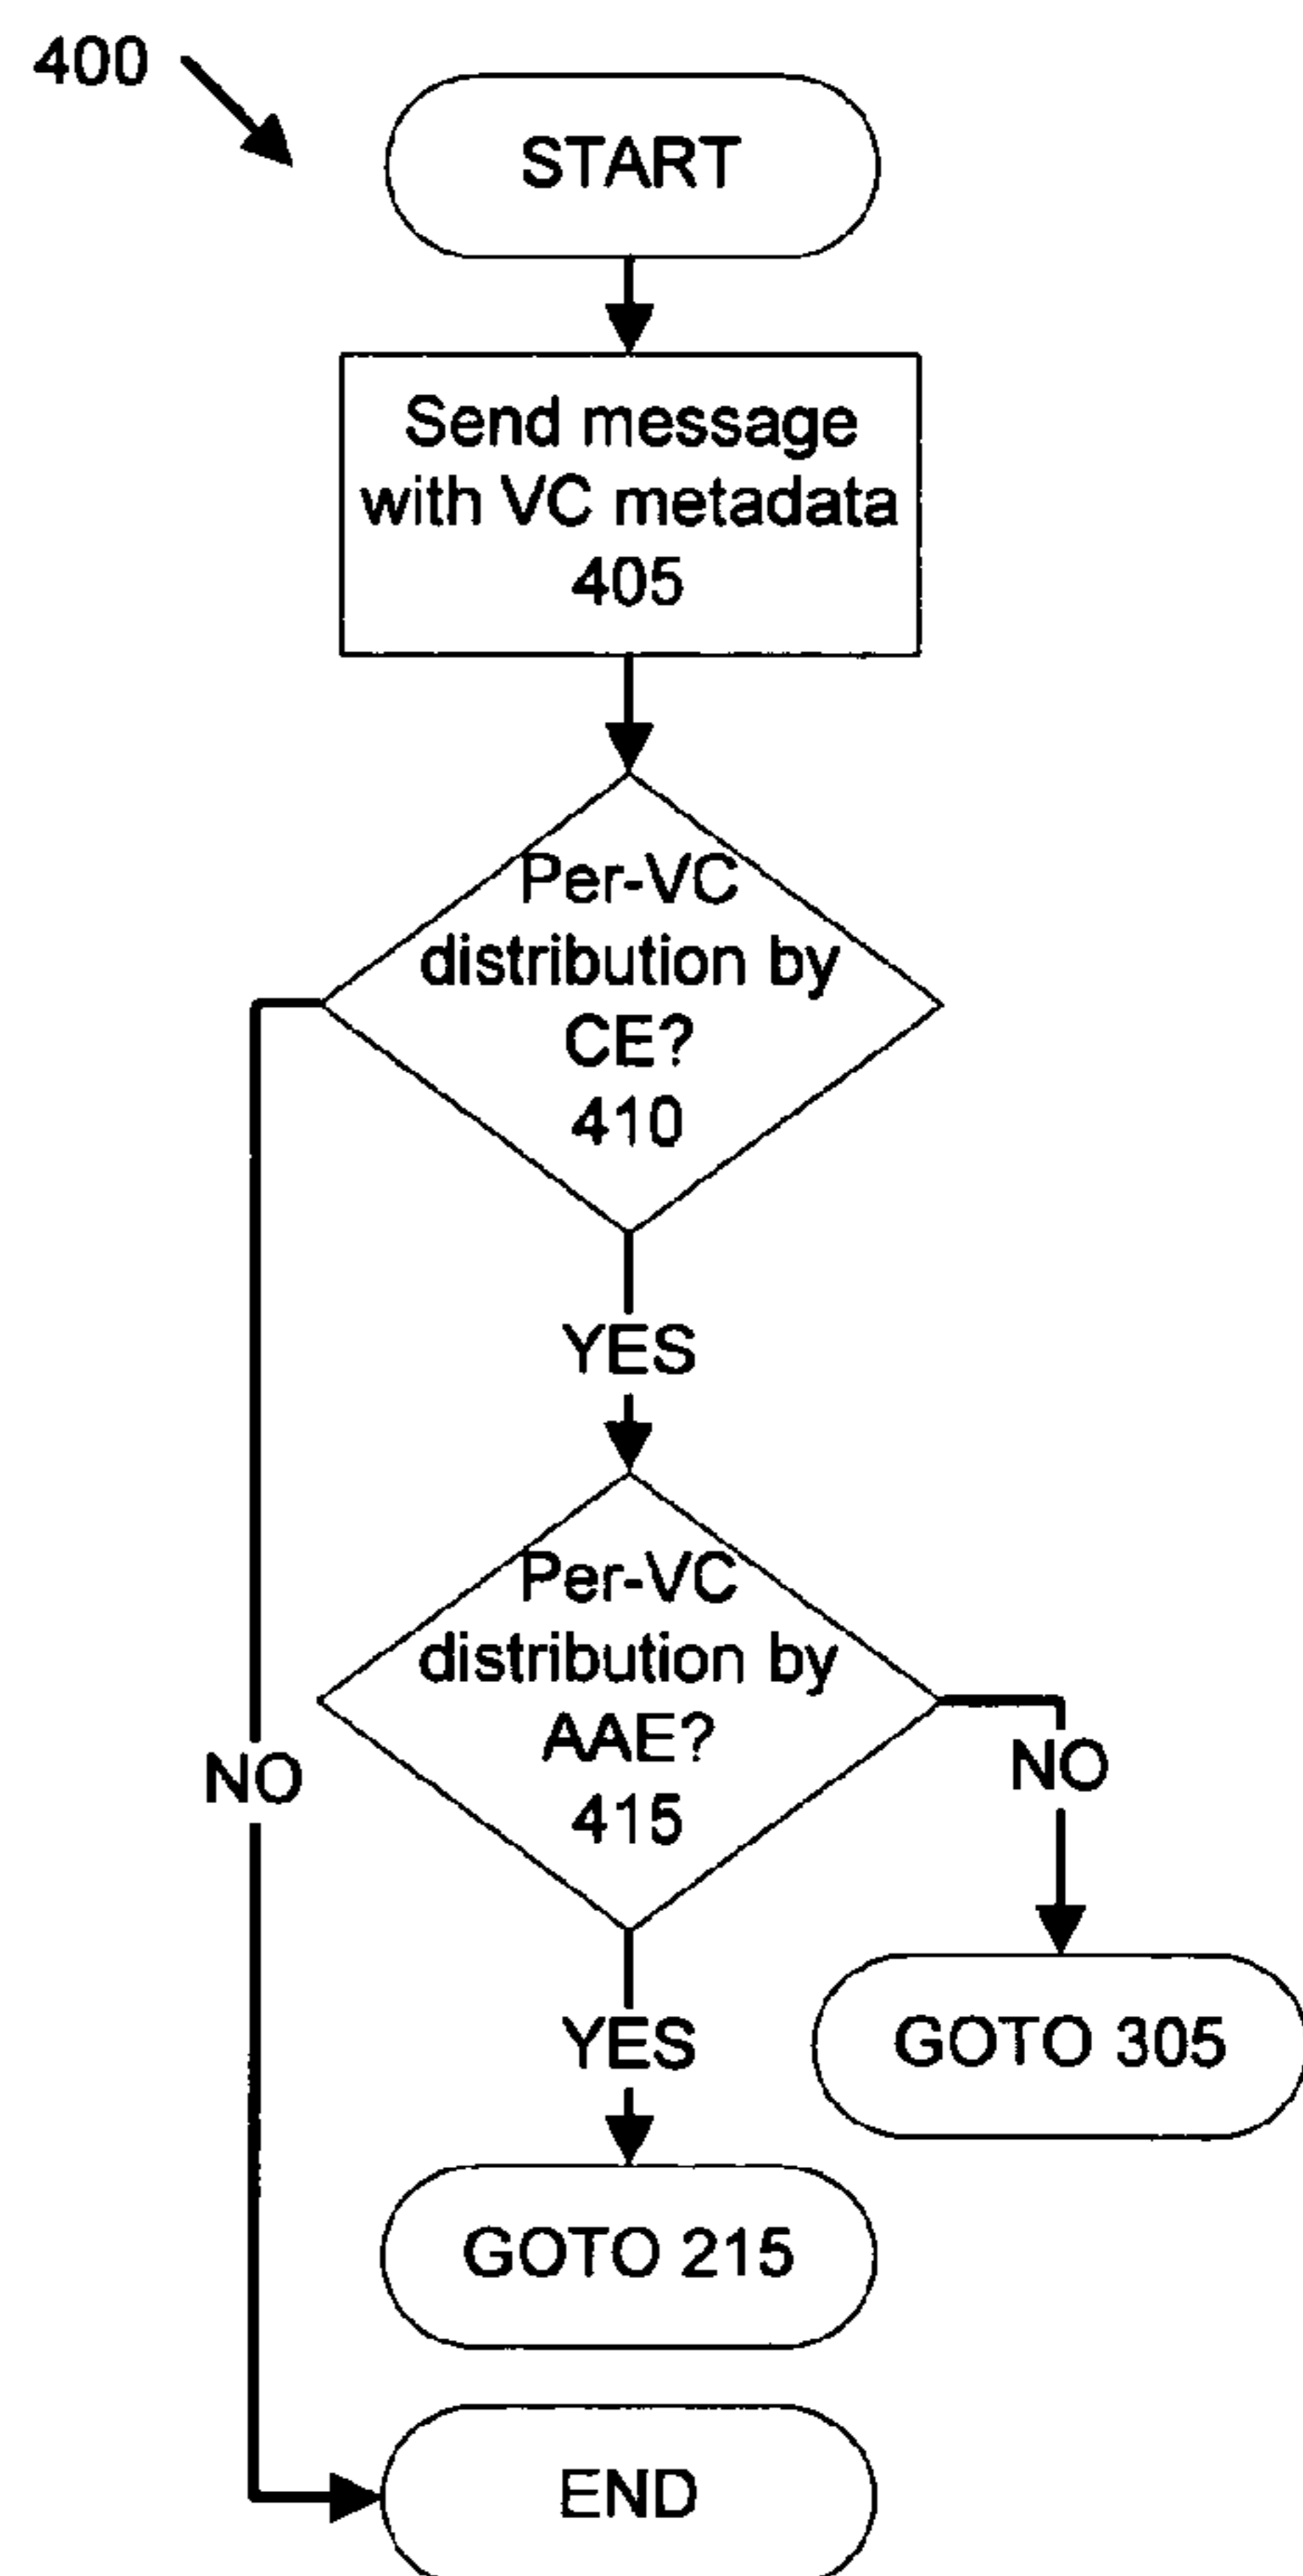 400
START
Send message
with VC metadata
405
Per-VC
distribution by
CE?
410
YES
Per-VC
distribution by
AAE?
415
NO
NO
YES
GOTO 305
GOTO 215
END